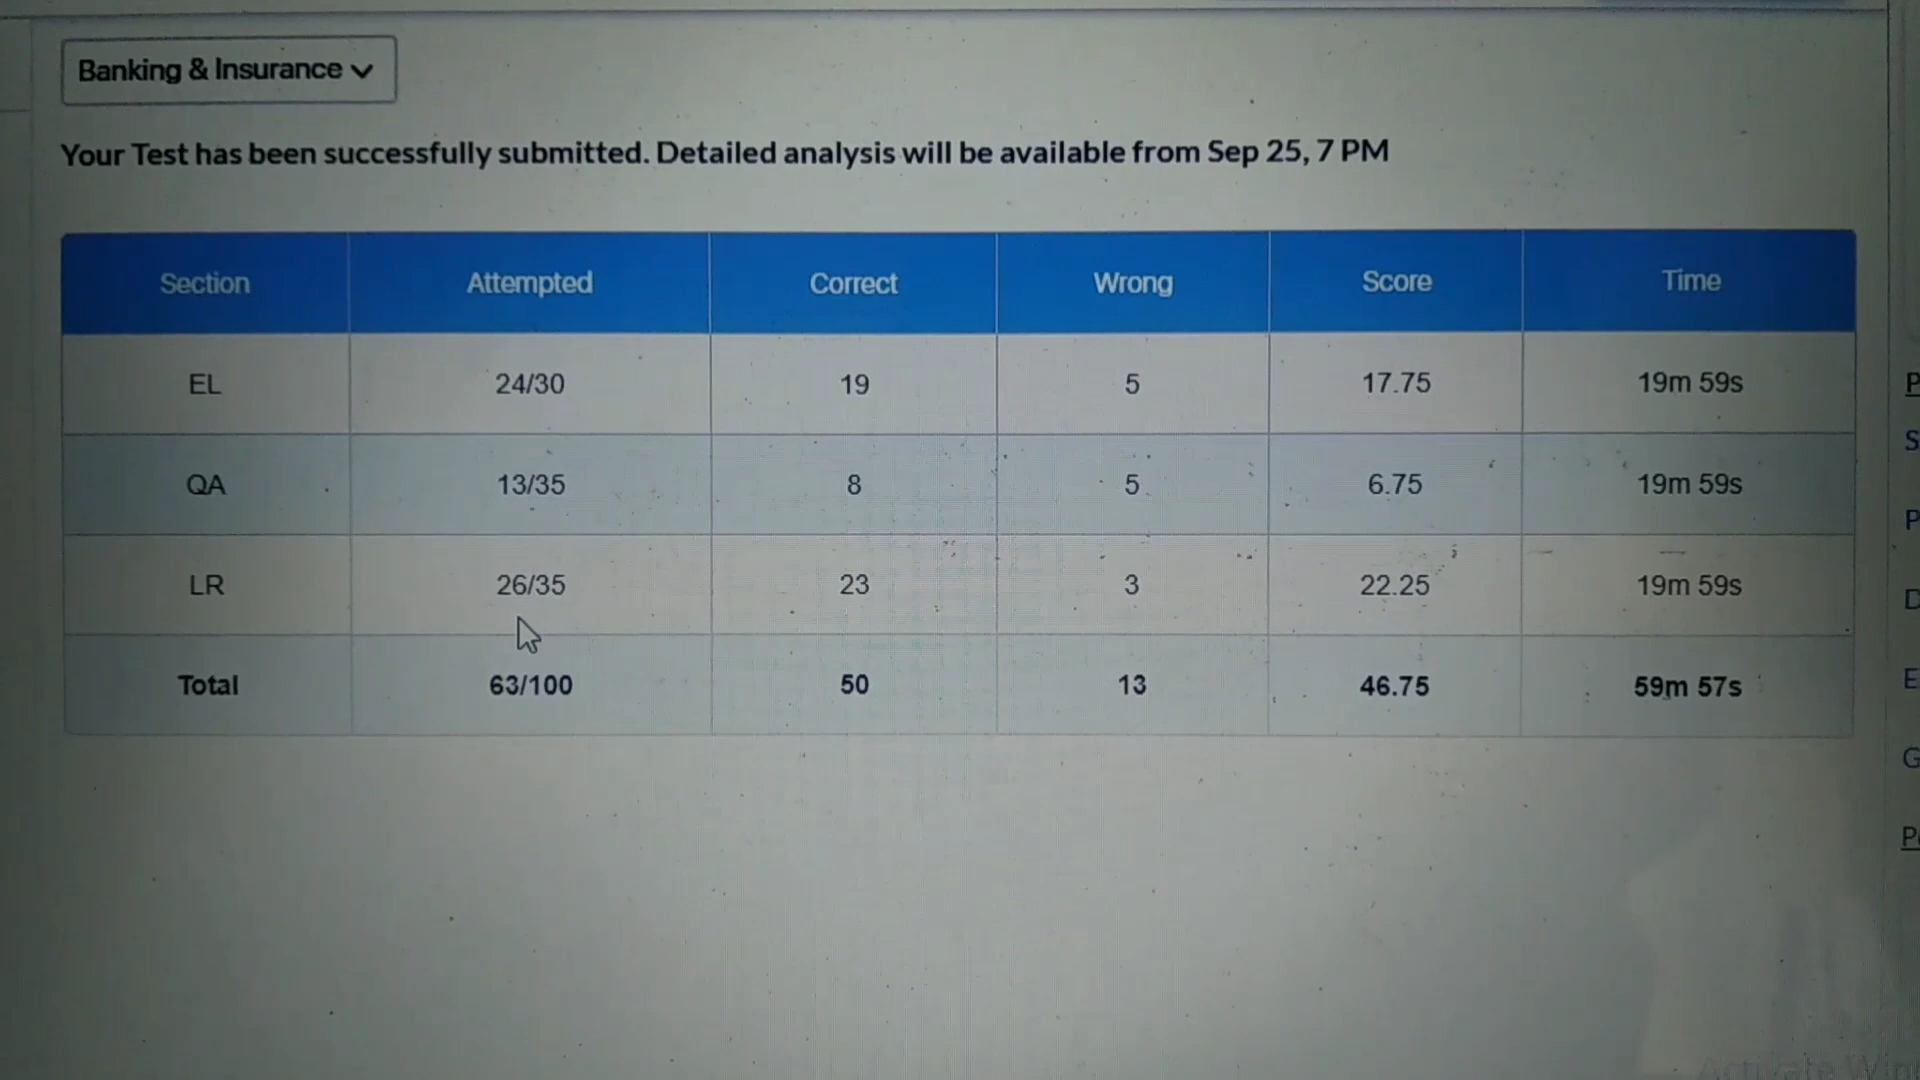 Banking & Insurance
Your Test has been successfully submitted. Detailed analysis will be available from Sep 25, 7 PM
Section Attempted Correct Wrong Score Time
EL 24/30 19 5 17.75 19m 59s
QA 13/35 8 5 6.75 19m 59s
LR 26/35 23 3 22.25 19m 59s
Total 63/100 50 13 46.75 59m 57s